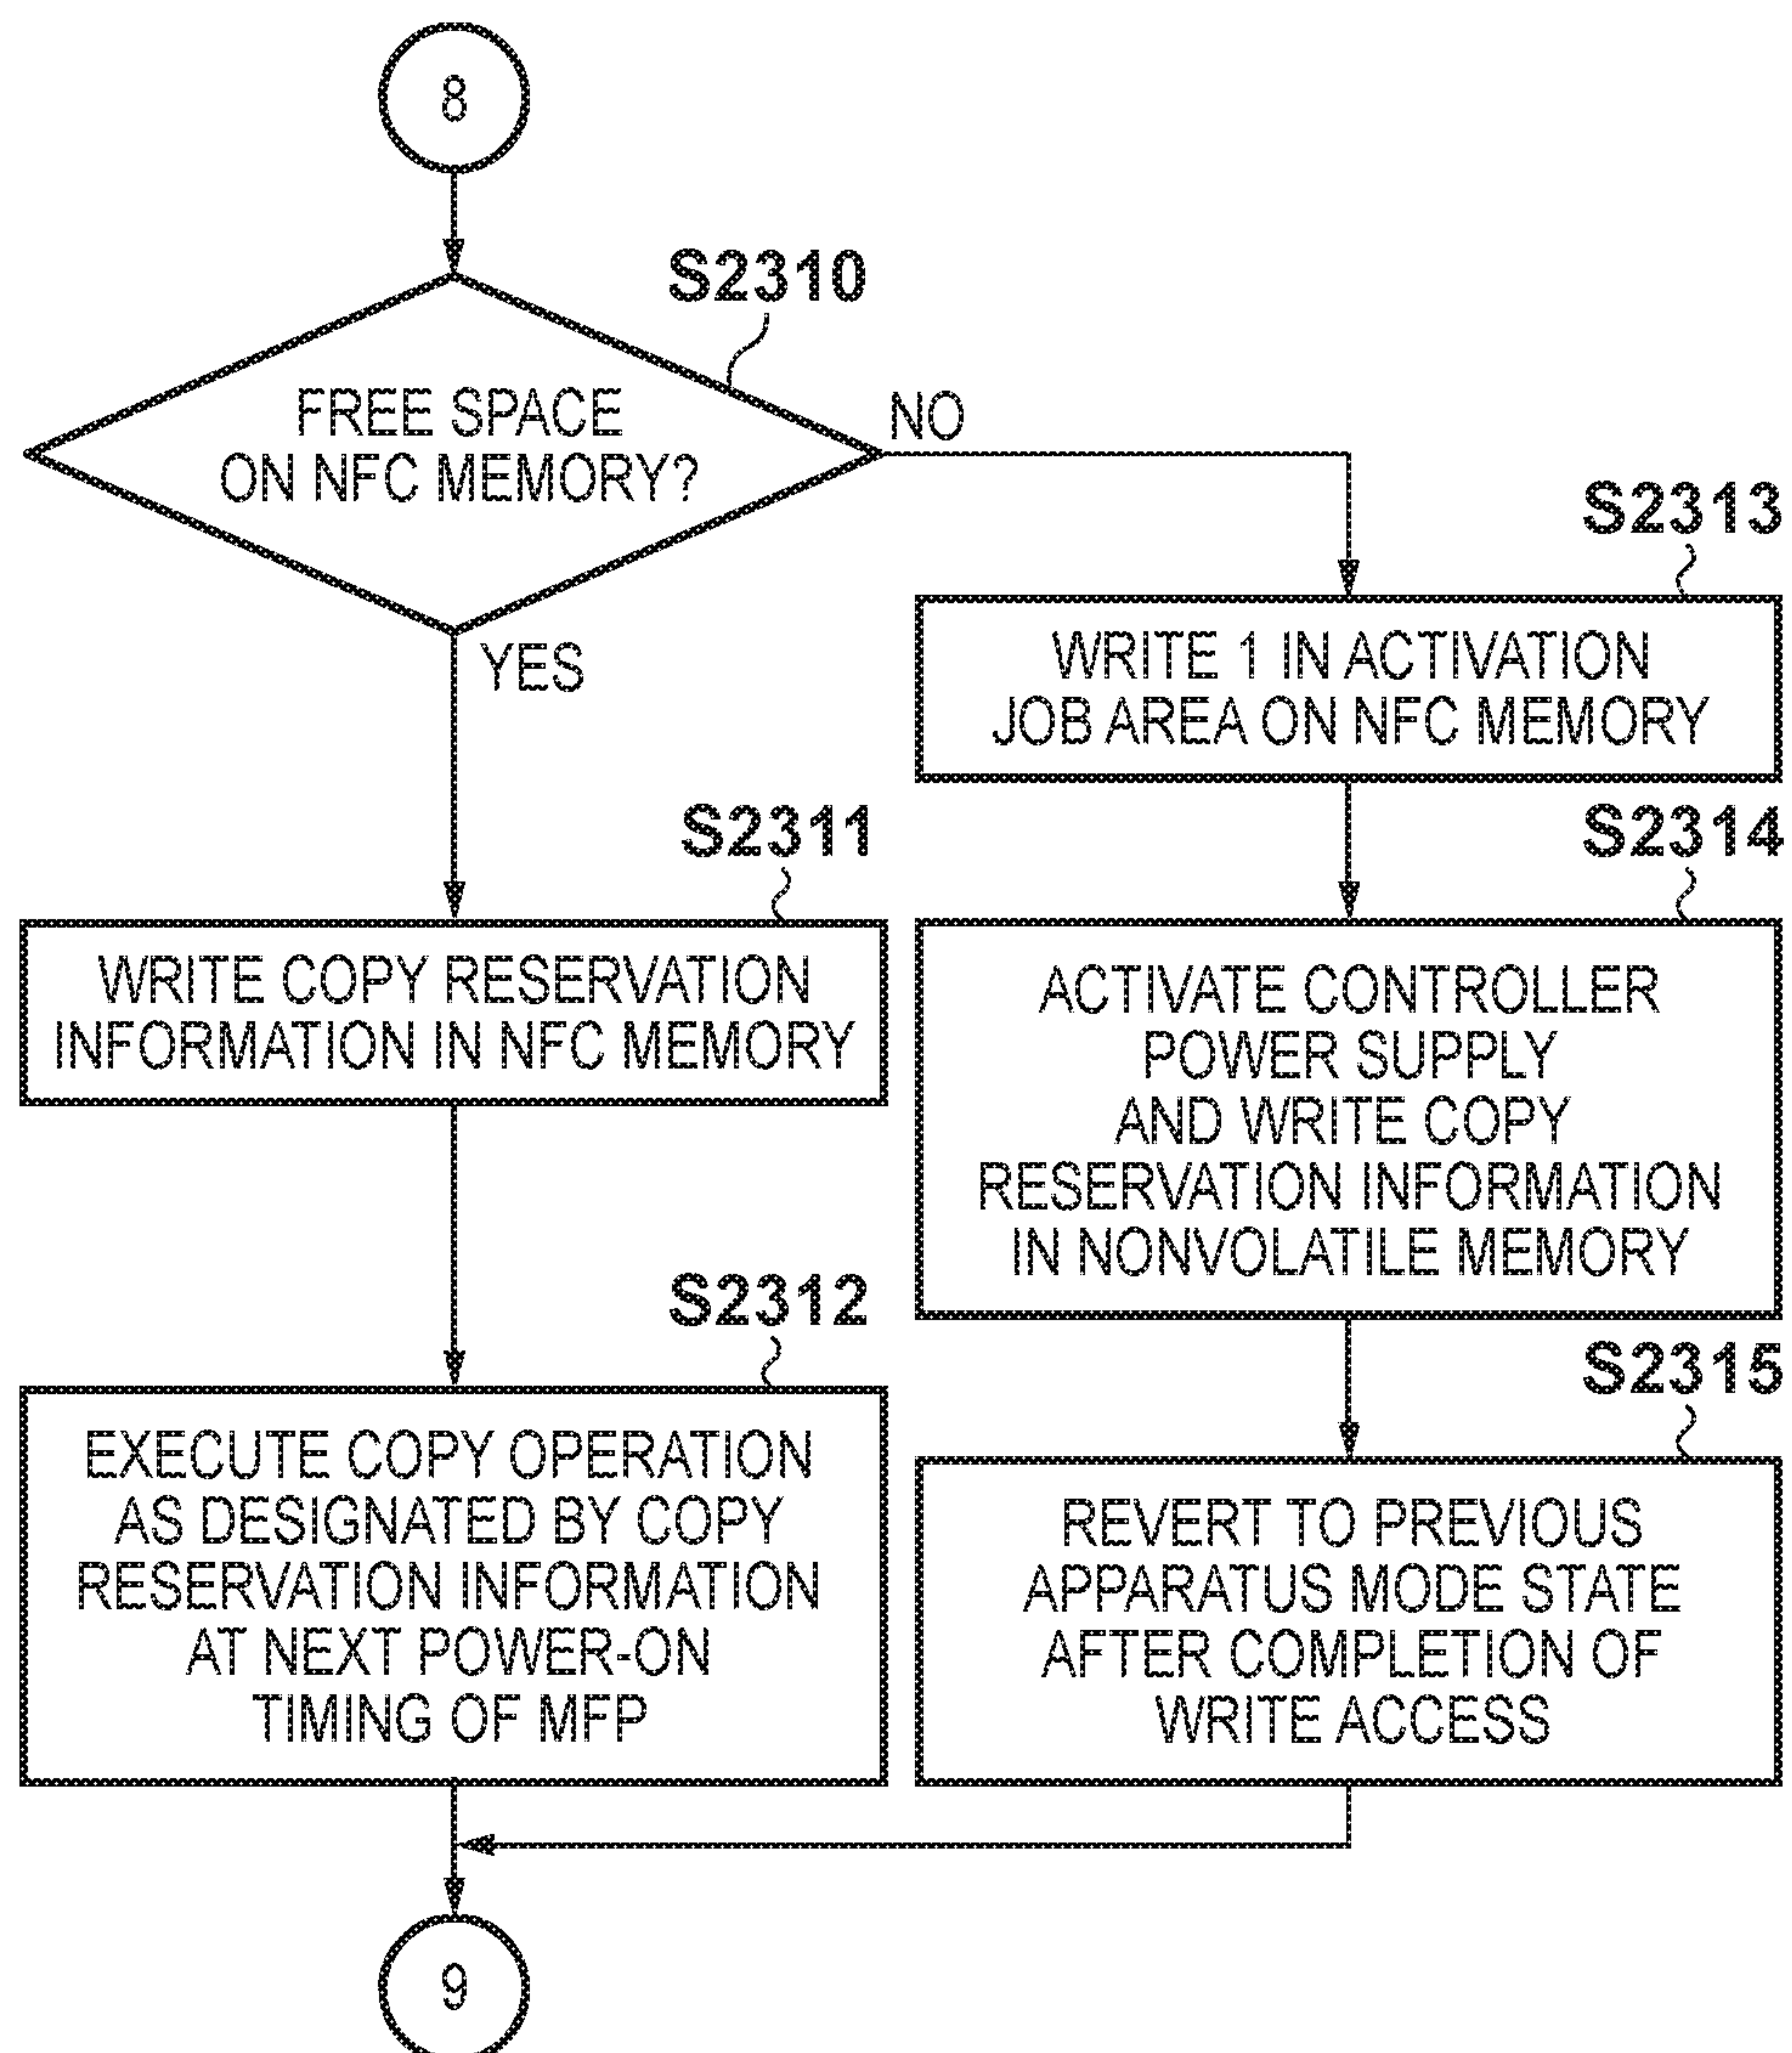 8
S2310
FREE SPACE
ON NFC MEMORY?
NO
YES
S2313
WRITE 1 IN ACTIVATION
JOB AREA ON NFC MEMORY
S2311
WRITE COPY RESERVATION
INFORMATION IN NFC MEMORY
S2314
ACTIVATE CONTROLLER
POWER SUPPLY
AND WRITE COPY
RESERVATION INFORMATION
IN NONVOLATILE MEMORY
S2312
EXECUTE COPY OPERATION
AS DESIGNATED BY COPY
RESERVATION INFORMATION
AT NEXT POWER-ON
TIMING OF MFP
S2315
REVERT TO PREVIOUS
APPARATUS MODE STATE
AFTER COMPLETION OF
WRITE ACCESS
9